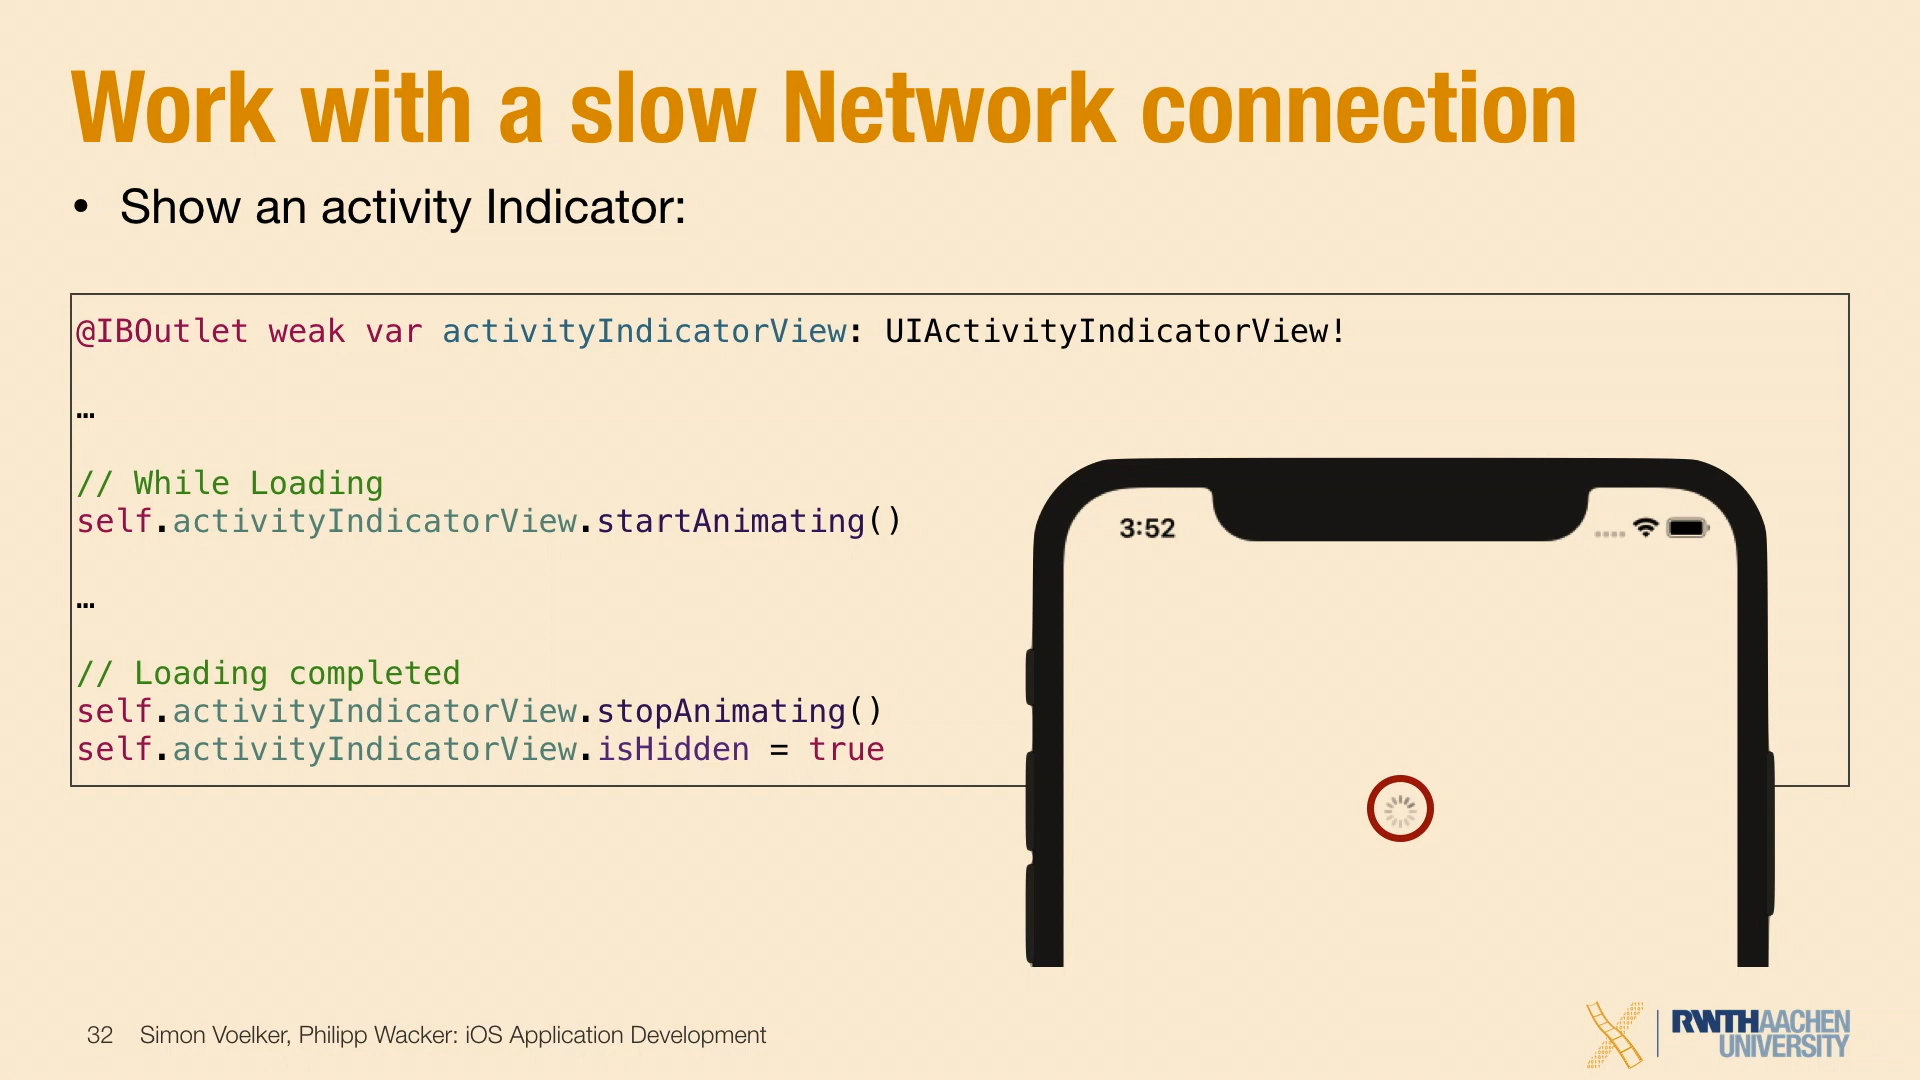 Work with a slow Network connection
• Show an activity Indicator:
@IBOutlet weak var activityIndicatorView: UIActivityIndicatorView!
…
// While Loading
self.activityIndicatorView.startAnimating()
…
// Loading completed
self.activityIndicatorView.stopAnimating()
self.activityIndicatorView.isHidden = true
3:52
32 Simon Voelker, Philipp Wacker: iOS Application Development
RWTHAACHEN
UNIVERSITY